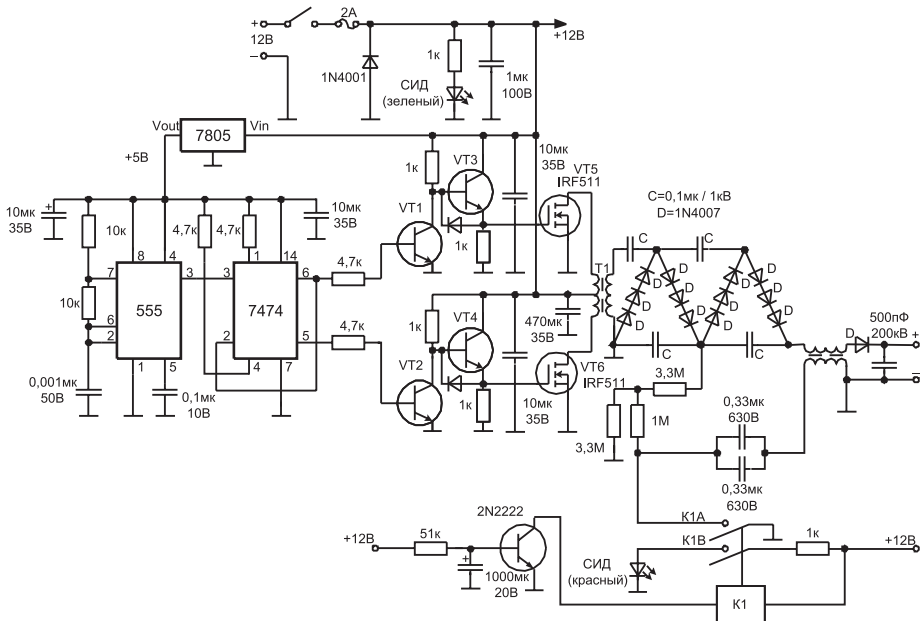 2А
+
12В
–
+12В
1N4001
1к
СИД
(зеленый)
1мк
100В
Vout
7805
Vin
+5В
10мк
35В
10к
4,7к
4,7к
10мк
35В
10к
8
4
1
14
7
3
3
6
555
7474
6
2
2
5
1
5
4
7
0,001мк
50В
0,1мк
10В
4,7к
4,7к
1к
VT3
VT1
1к
10мк
35В
VT5
IRF511
1к
VT4
VT2
1к
470мк
35В
10мк
35В
VT6
IRF511
T1
C=0,1мк / 1кВ
D=1N4007
C
C
D
D
D
D
D
D
D
D
D
D
D
D
C
C
D
500пФ
200кВ
+
–
3,3М
3,3М
1М
0,33мк
630В
0,33мк
630В
+12В
51к
+
1000мк
20В
2N2222
К1А
К1В
СИД
(красный)
1к
+12В
К1